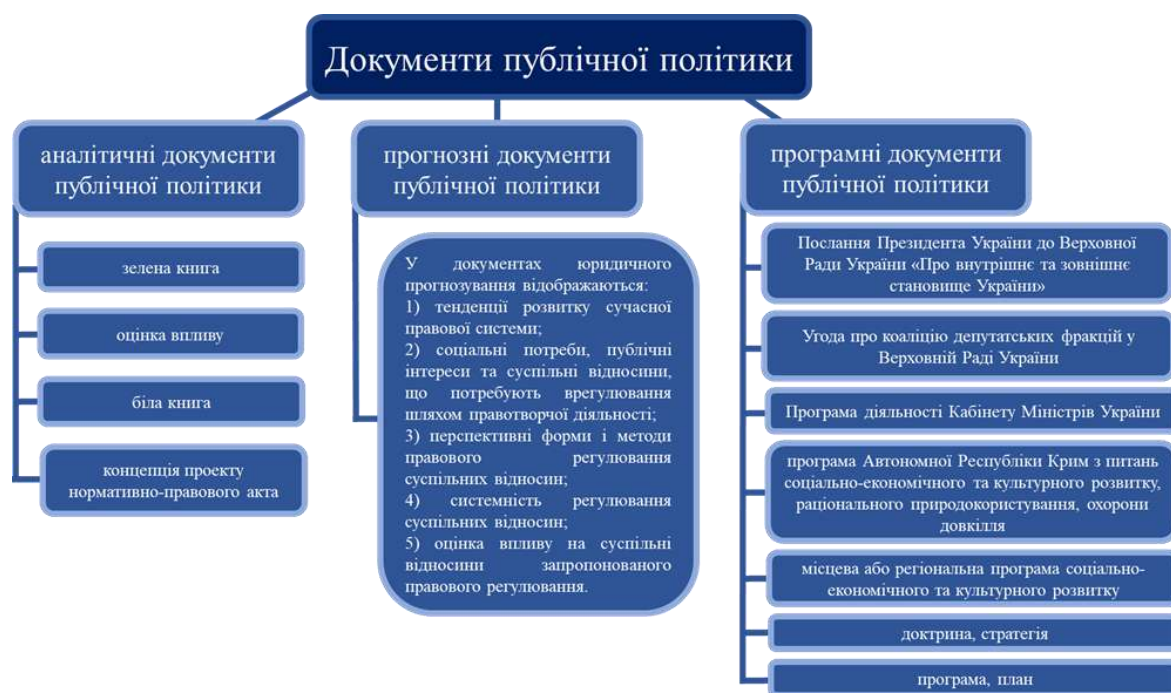 Документи публічної політики
аналітичні документи
публічної політики
зелена книга
оцінка впливу
біла книга
концепція проекту
нормативно-правового акта
прогнозні документи
публічної політики
У документах юридичного
прогнозування відображаються:
1) тенденції розвитку сучасної
правової системи;
2) соціальні потреби, публічні
інтереси та суспільні відносини,
що потребують врегулювання
шляхом правотворчої діяльності;
3) перспективні форми і методи
правового регулювання
суспільних відносин;
4) системність регулювання
суспільних відносин;
5) оцінка впливу на суспільні
відносини запропонованого
правового регулювання.
програмні документи
публічної політики
Послання Президента України до Верховної
Ради України «Про внутрішнє та зовнішнє
становище України»
Угода про коаліцію депутатських фракцій у
Верховній Раді України
Програма діяльності Кабінету Міністрів України
програма Автономної Республіки Крим з питань
соціально-економічного та культурного розвитку,
раціонального природокористування, охорони
довкілля
місцева або регіональна програма соціально-
економічного та культурного розвитку
доктрина, стратегія
програма, план